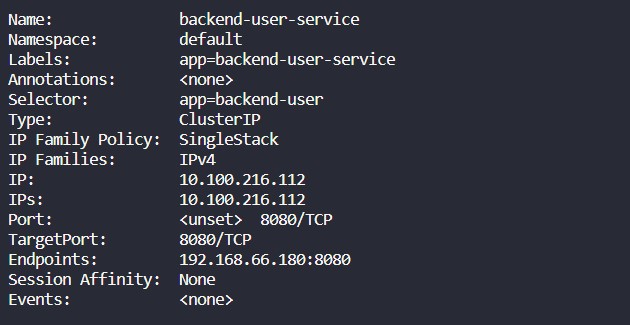 Name: backend-user-service
Namespace: default
Labels: app=backend-user-service
Annotations: <none>
Selector: app=backend-user
Type: ClusterIP
IP Family Policy: SingleStack
IP Families: IPv4
IP: 10.100.216.112
IPs: 10.100.216.112
Port: <unset> 8080/TCP
TargetPort: 8080/TCP
Endpoints: 192.168.66.180:8080
Session Affinity: None
Events: <none>